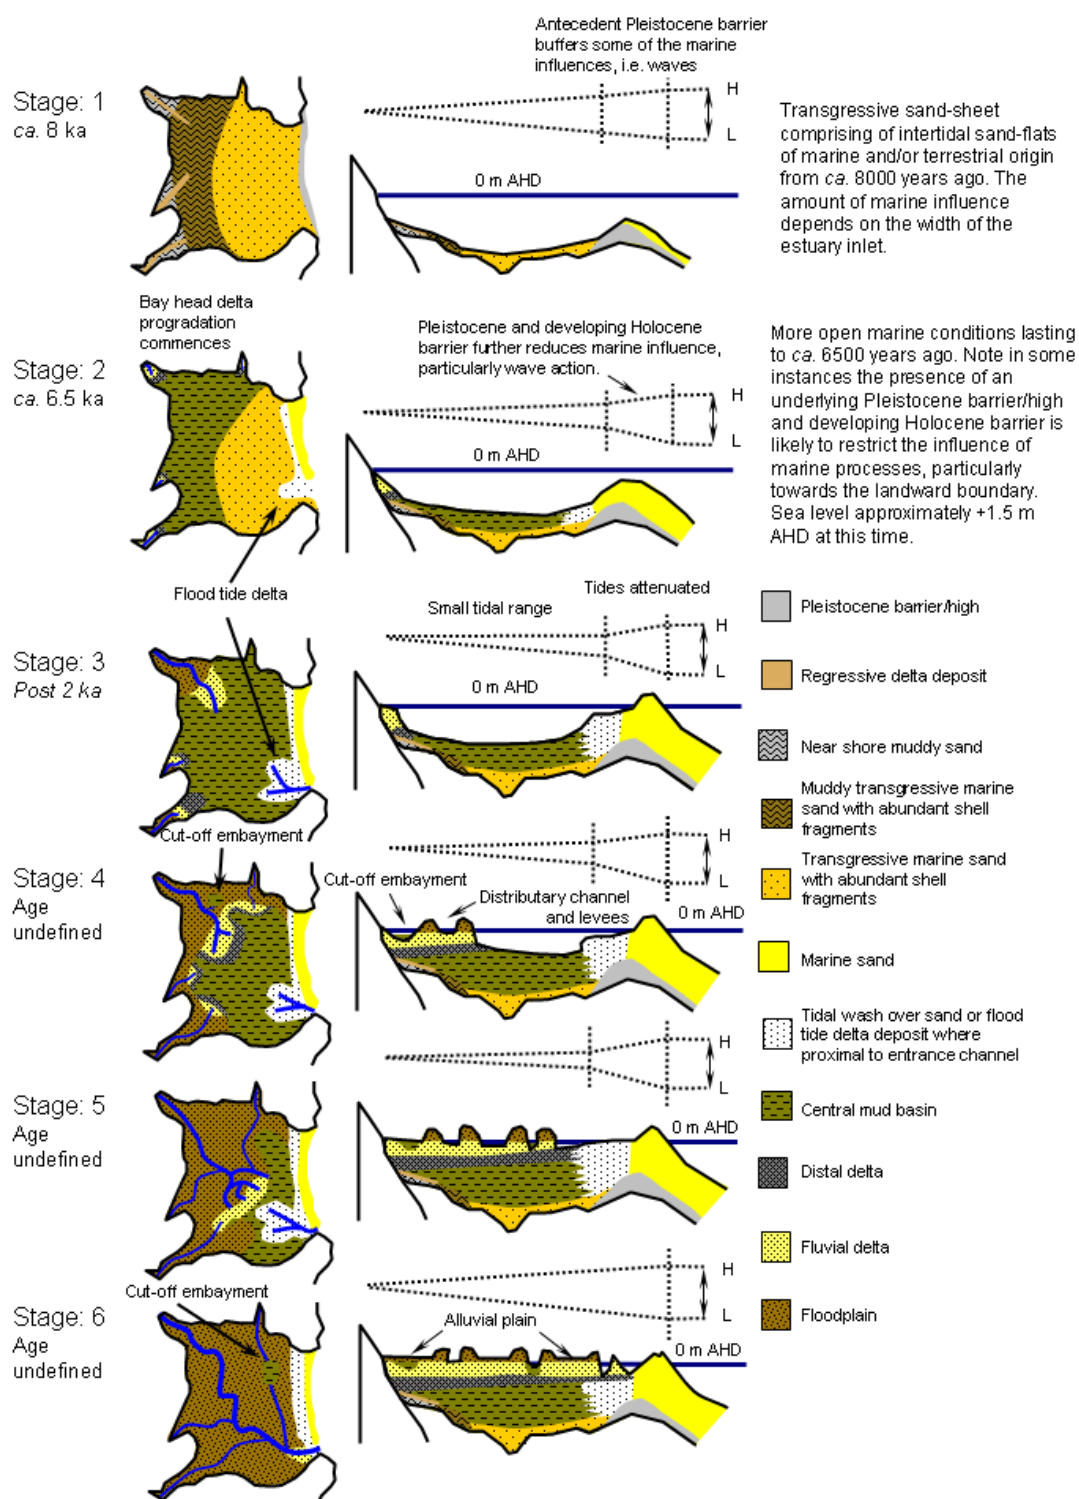 Antecedent Pleistocene barrier
buffers some of the marine
influences, i.e. waves
Stage: 1
ca. 8 ka
H
L
0 m AHD
Transgressive sand-sheet
comprising of intertidal sand-flats
of marine and/or terrestrial origin
from ca. 8000 years ago. The
amount of marine influence
depends on the width of the
estuary inlet.
Bay head delta
progradation
commences
Stage: 2
ca. 6.5 ka
Pleistocene and developing Holocene
barrier further reduces marine influence,
particularly wave action.
H
L
0 m AHD
More open marine conditions lasting
to ca. 6500 years ago. Note in some
instances the presence of an
underlying Pleistocene barrier/high
and developing Holocene barrier is
likely to restrict the influence of
marine processes, particularly
towards the landward boundary.
Sea level approximately +1.5 m
AHD at this time.
Flood tide delta
Stage: 3
Post 2 ka
Small tidal range
Tides attenuated
H
L
0 m AHD
Cut-off embayment
Stage: 4
Age
undefined
H
L
Cut-off embayment
Distributary channel
and levees
0 m AHD
Stage: 5
Age
undefined
H
L
0 m AHD
Cut-off embayment
Stage: 6
Age
undefined
H
L
Alluvial plain
0 m AHD
Pleistocene barrier/high
Regressive delta deposit
Near shore muddy sand
Muddy transgressive marine
sand with abundant shell
fragments
Transgressive marine sand
with abundant shell
fragments
Marine sand
Tidal wash over sand or flood
tide delta deposit where
proximal to entrance channel
Central mud basin
Distal delta
Fluvial delta
Floodplain